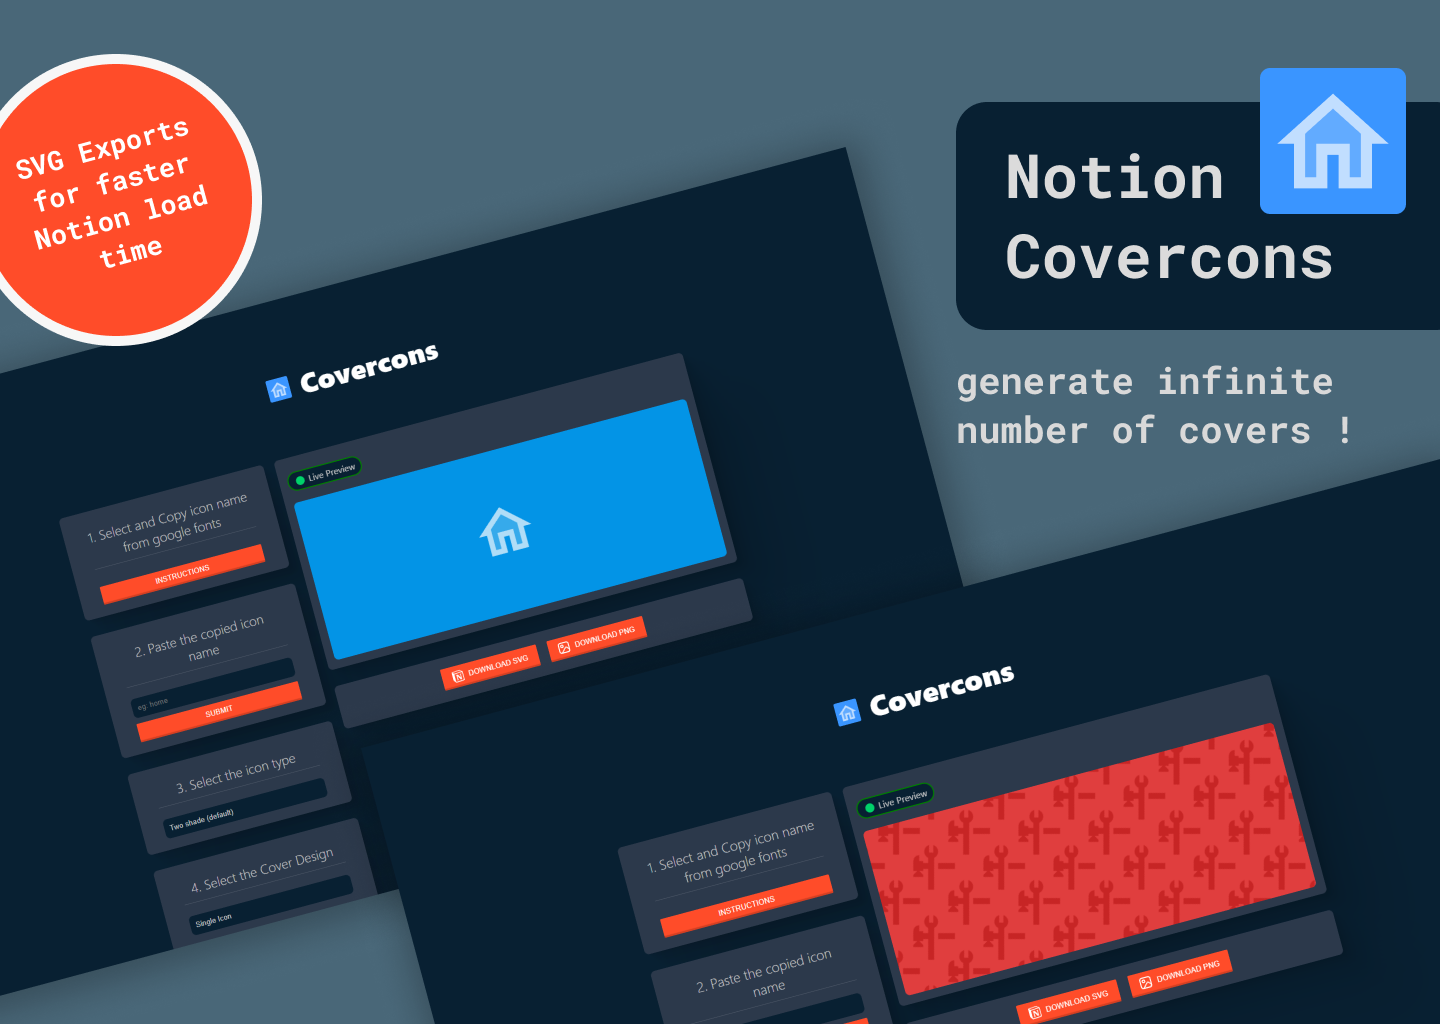 SVG Exports
for faster
Notion load
time
Notion
Covercons
generate infinite
number of covers !
Covercons
Live Preview
1. Select and Copy icon name
from google fonts
INSTRUCTIONS
2. Paste the copied icon
name
eg: home
SUBMIT
3. Select the icon type
Two shade (default)
4. Select the Cover Design
Single Icon
DOWNLOAD SVG
DOWNLOAD PNG
Covercons
Live Preview
1. Select and Copy icon name
from google fonts
INSTRUCTIONS
2. Paste the copied icon
name
DOWNLOAD SVG
DOWNLOAD PNG